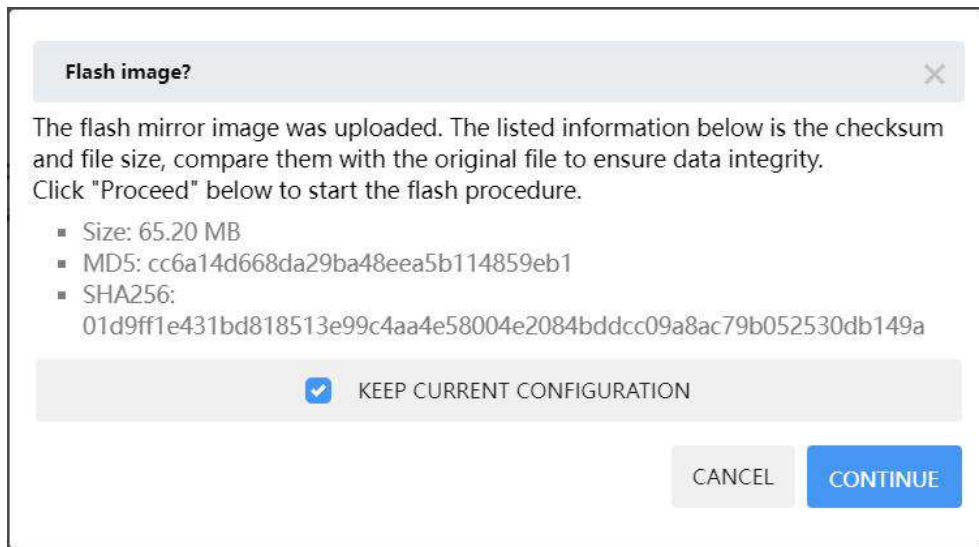 Flash image?
The flash mirror image was uploaded. The listed information below is the checksum
and file size, compare them with the original file to ensure data integrity.
Click "Proceed" below to start the flash procedure.
Size: 65.20 MB
MD5: cc6a14d668da29ba48eea5b114859eb1
SHA256:
01d9ff1e431bd818513e99c4aa4e58004e2084bddcc09a8ac79b052530db149a
KEEP CURRENT CONFIGURATION
CANCEL
CONTINUE